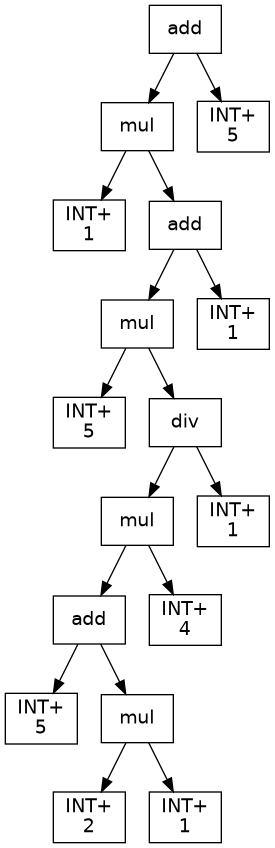 add
mul
INT+
5
INT+
1
add
mul
INT+
1
INT+
5
div
mul
INT+
1
add
INT+
4
INT+
5
mul
INT+
2
INT+
1